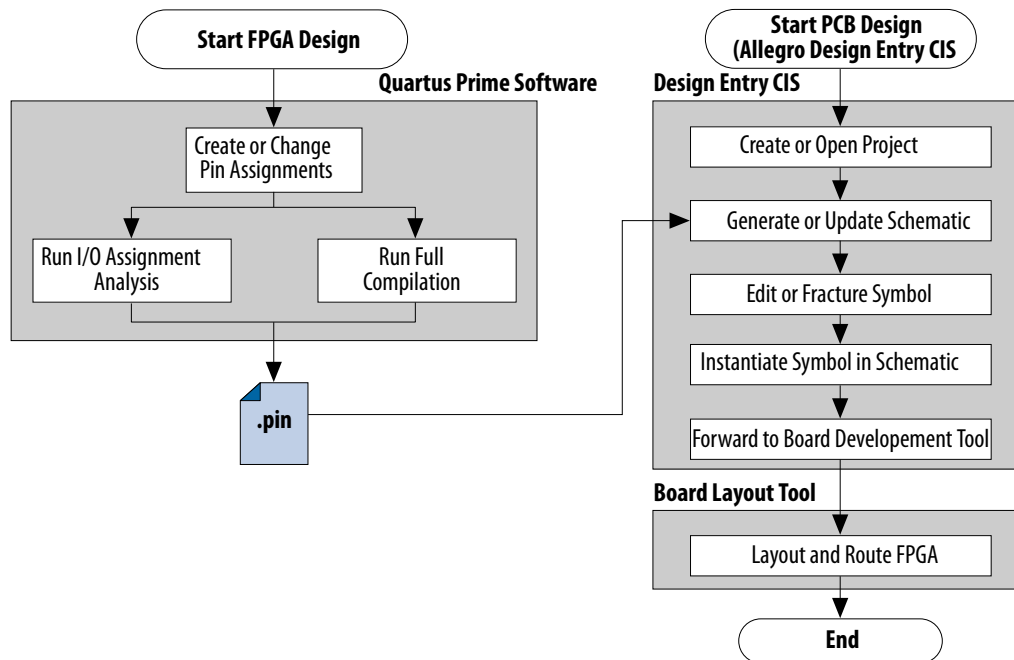 Start FPGA Design
Quartus Prime Software
Create or Change
Pin Assignments
Run I/O Assignment
Analysis
Run Full
Compilation
.pin
Start PCB Design
(Allegro Design Entry CIS
Design Entry CIS
Create or Open Project
Generate or Update Schematic
Edit or Fracture Symbol
Instantiate Symbol in Schematic
Forward to Board Developement Tool
Board Layout Tool
Layout and Route FPGA
End